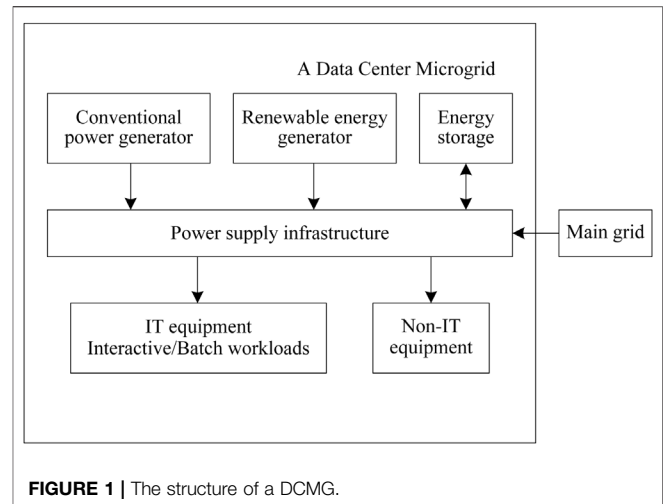 A Data Center Microgrid
Conventional
power generator
Renewable energy
generator
Energy
storage
Power supply infrastructure
Main grid
IT equipment
Interactive/Batch workloads
Non-IT
equipment
FIGURE 1 | The structure of a DCMG.